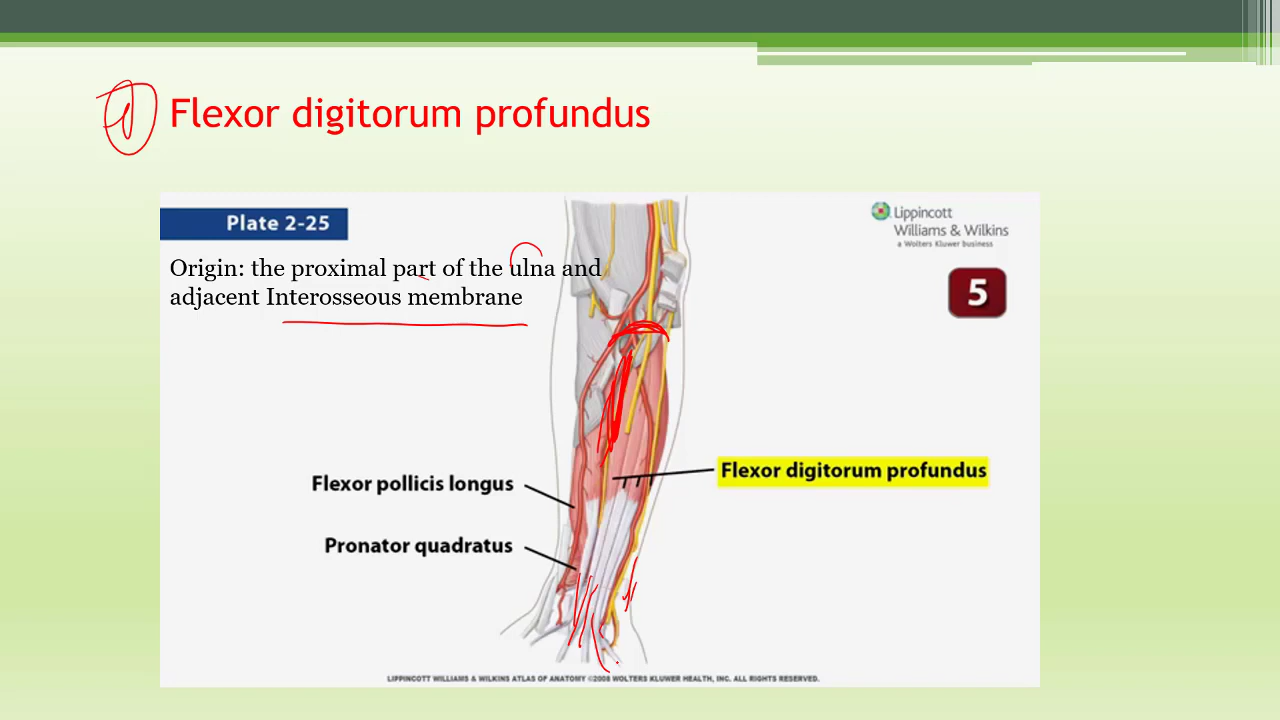 Flexor digitorum profundus
Plate 2-25
Lippincott
Williams & Wilkins
a Wolters Kluwer business
Origin: the proximal part of the ulna and
adjacent Interosseous membrane
5
Flexor digitorum profundus
Flexor pollicis longus
Pronator quadratus
LIPPINCOTT WILLIAMS & WILKINS ATLAS OF ANATOMY ©2008 WOLTERS KLUWER HEALTH, INC. ALL RIGHTS RESERVED.